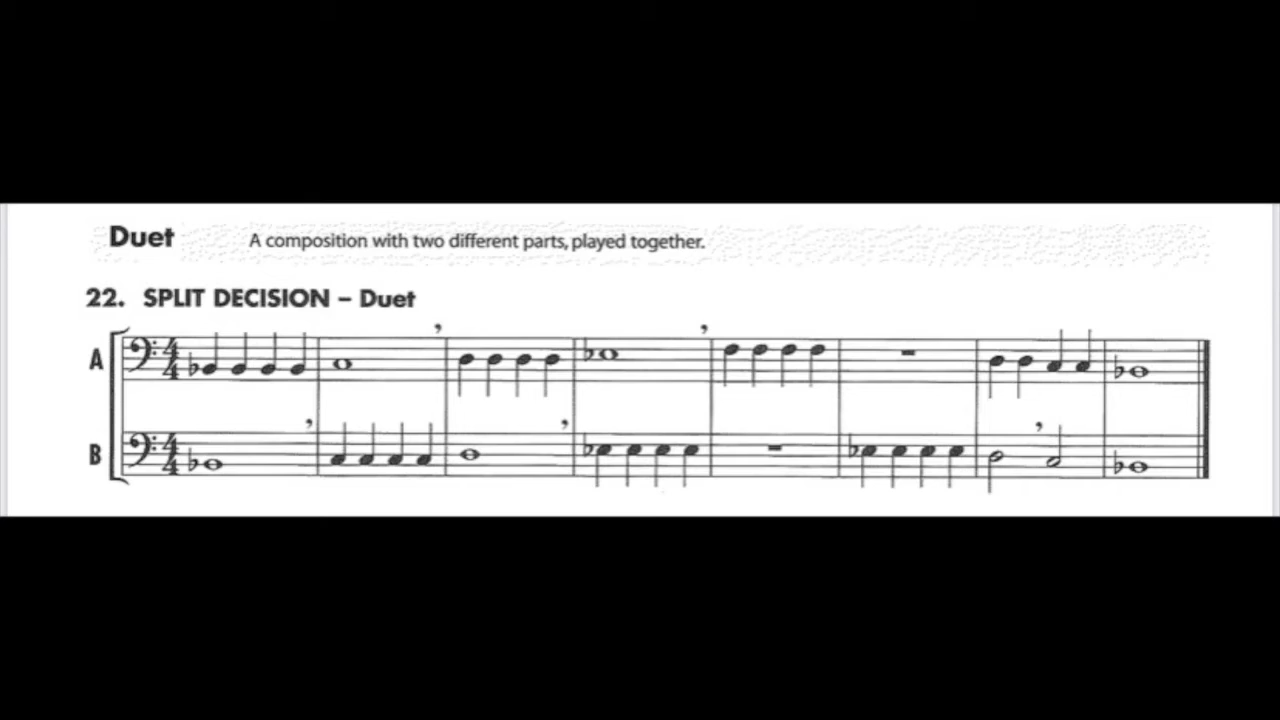 Duet A composition with two different parts, played together.
22. SPLIT DECISION – Duet
A
B